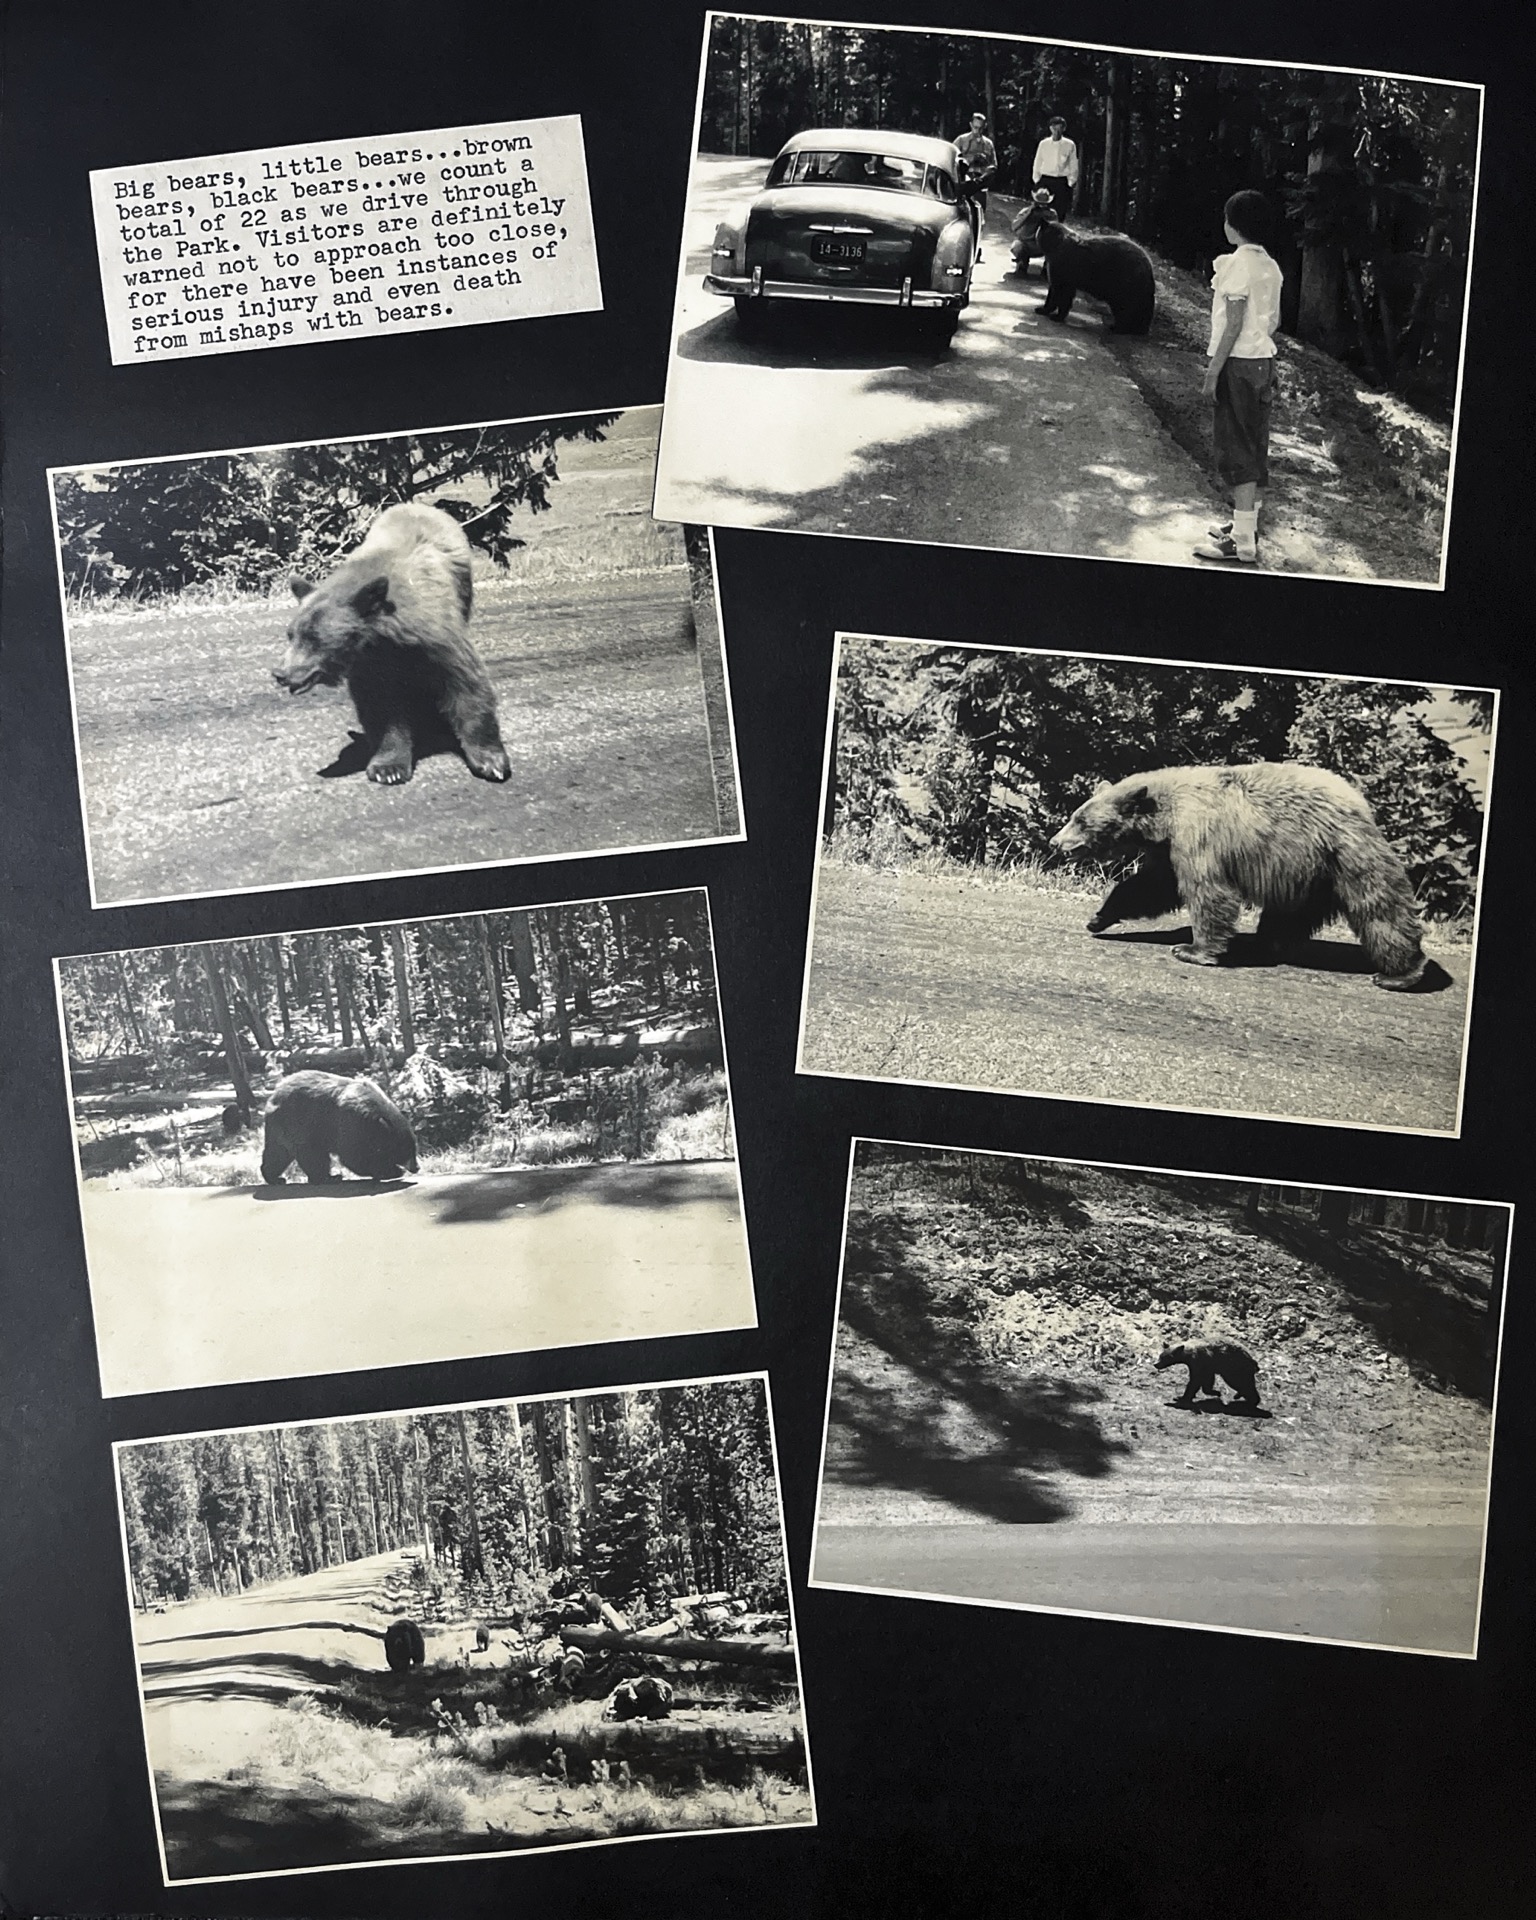 Big bears, little bears...brown
bears, black bears...we count a
total of 22 as we drive through
the Park. Visitors are definitely
warned not to approach too close,
for there have been instances of
serious injury and even death
from mishaps with bears.
14-3136